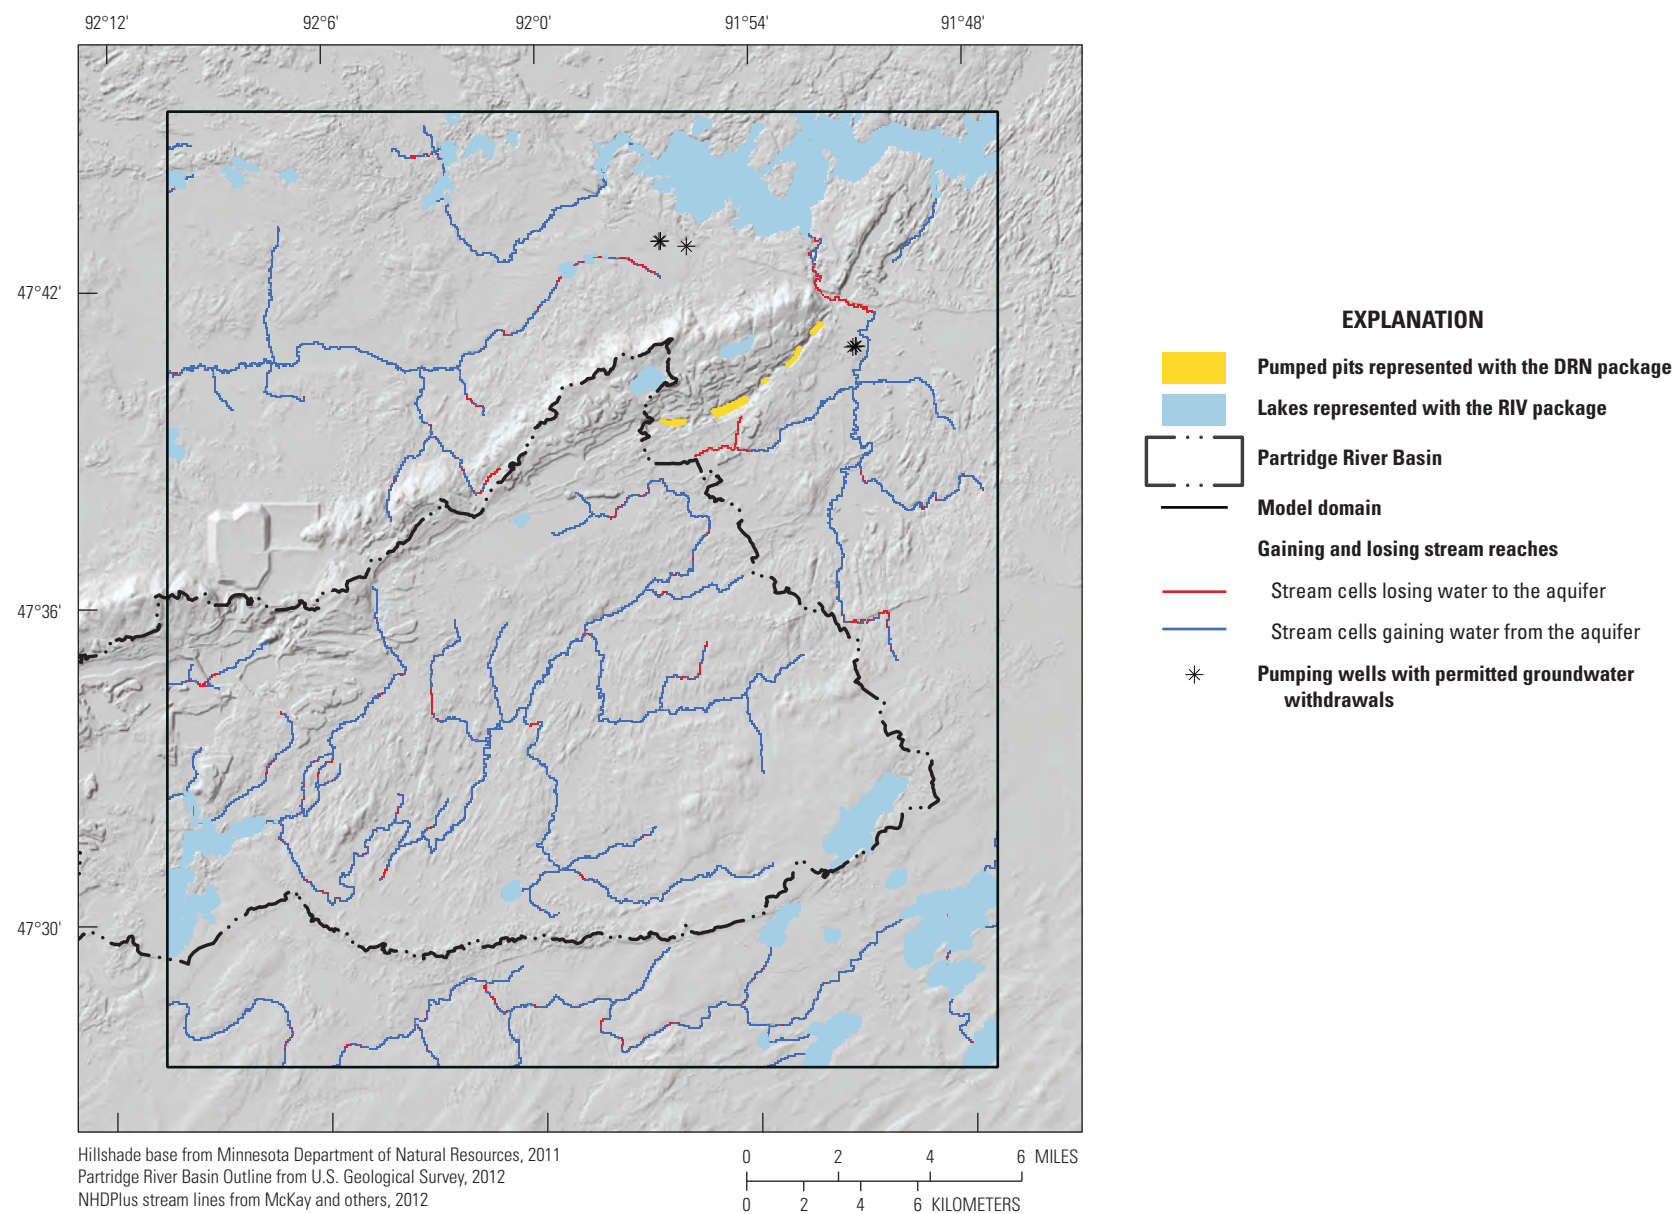 92°12' 92°6' 92°0' 91°54' 91°48'
47°42'
47°36'
47°30'
EXPLANATION
Pumped pits represented with the DRN package
Lakes represented with the RIV package
Partridge River Basin
Model domain
Gaining and losing stream reaches
Stream cells losing water to the aquifer
Stream cells gaining water from the aquifer
Pumping wells with permitted groundwater
withdrawals
Hillshade base from Minnesota Department of Natural Resources, 2011
Partridge River Basin Outline from U.S. Geological Survey, 2012
NHDPlus stream lines from McKay and others, 2012
0 2 4 6 MILES
0 2 4 6 KILOMETERS